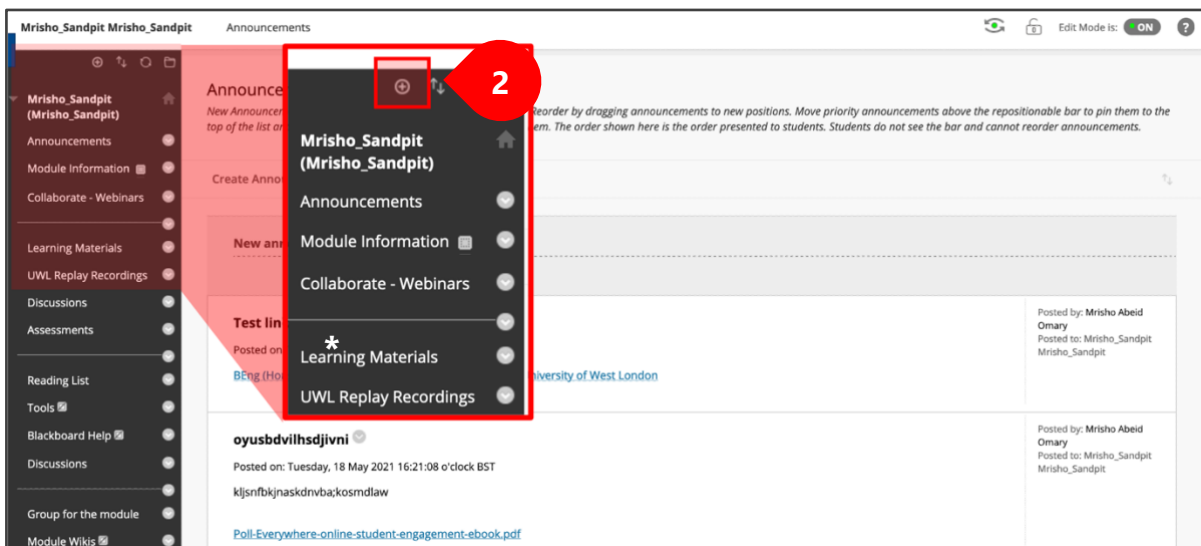 Mrisho_Sandpit Mrisho_Sandpit Announcements Edit Mode is: ON ?
Mrisho_Sandpit
(Mrisho_Sandpit)
Announcements
Module Information
Collaborate - Webinars
Learning Materials
UWL Replay Recordings
Discussions
Assessments
Reading List
Tools
Blackboard Help
Discussions
Group for the module
Module Wikis
2
Mrisho_Sandpit
(Mrisho_Sandpit)
Announcements
Module Information
Collaborate - Webinars
*
Learning Materials
UWL Replay Recordings
Announce
New Announcem Reorder by dragging announcements to new positions. Move priority announcements above the repositionable bar to pin them to the
top of the list an em. The order shown here is the order presented to students. Students do not see the bar and cannot reorder announcements.
Create Anno
New ann
Test lin
Posted on
BEng (Ho iversity of West London
Posted by: Mrisho Abeid
Omary
Posted to: Mrisho_Sandpit
Mrisho_Sandpit
oyusbdvilhsdjivni
Posted on: Tuesday, 18 May 2021 16:21:08 o'clock BST
kljsnfbkjnaskdnvba;kosmdlaw
Poll-Everywhere-online-student-engagement-ebook.pdf
Posted by: Mrisho Abeid
Omary
Posted to: Mrisho_Sandpit
Mrisho_Sandpit